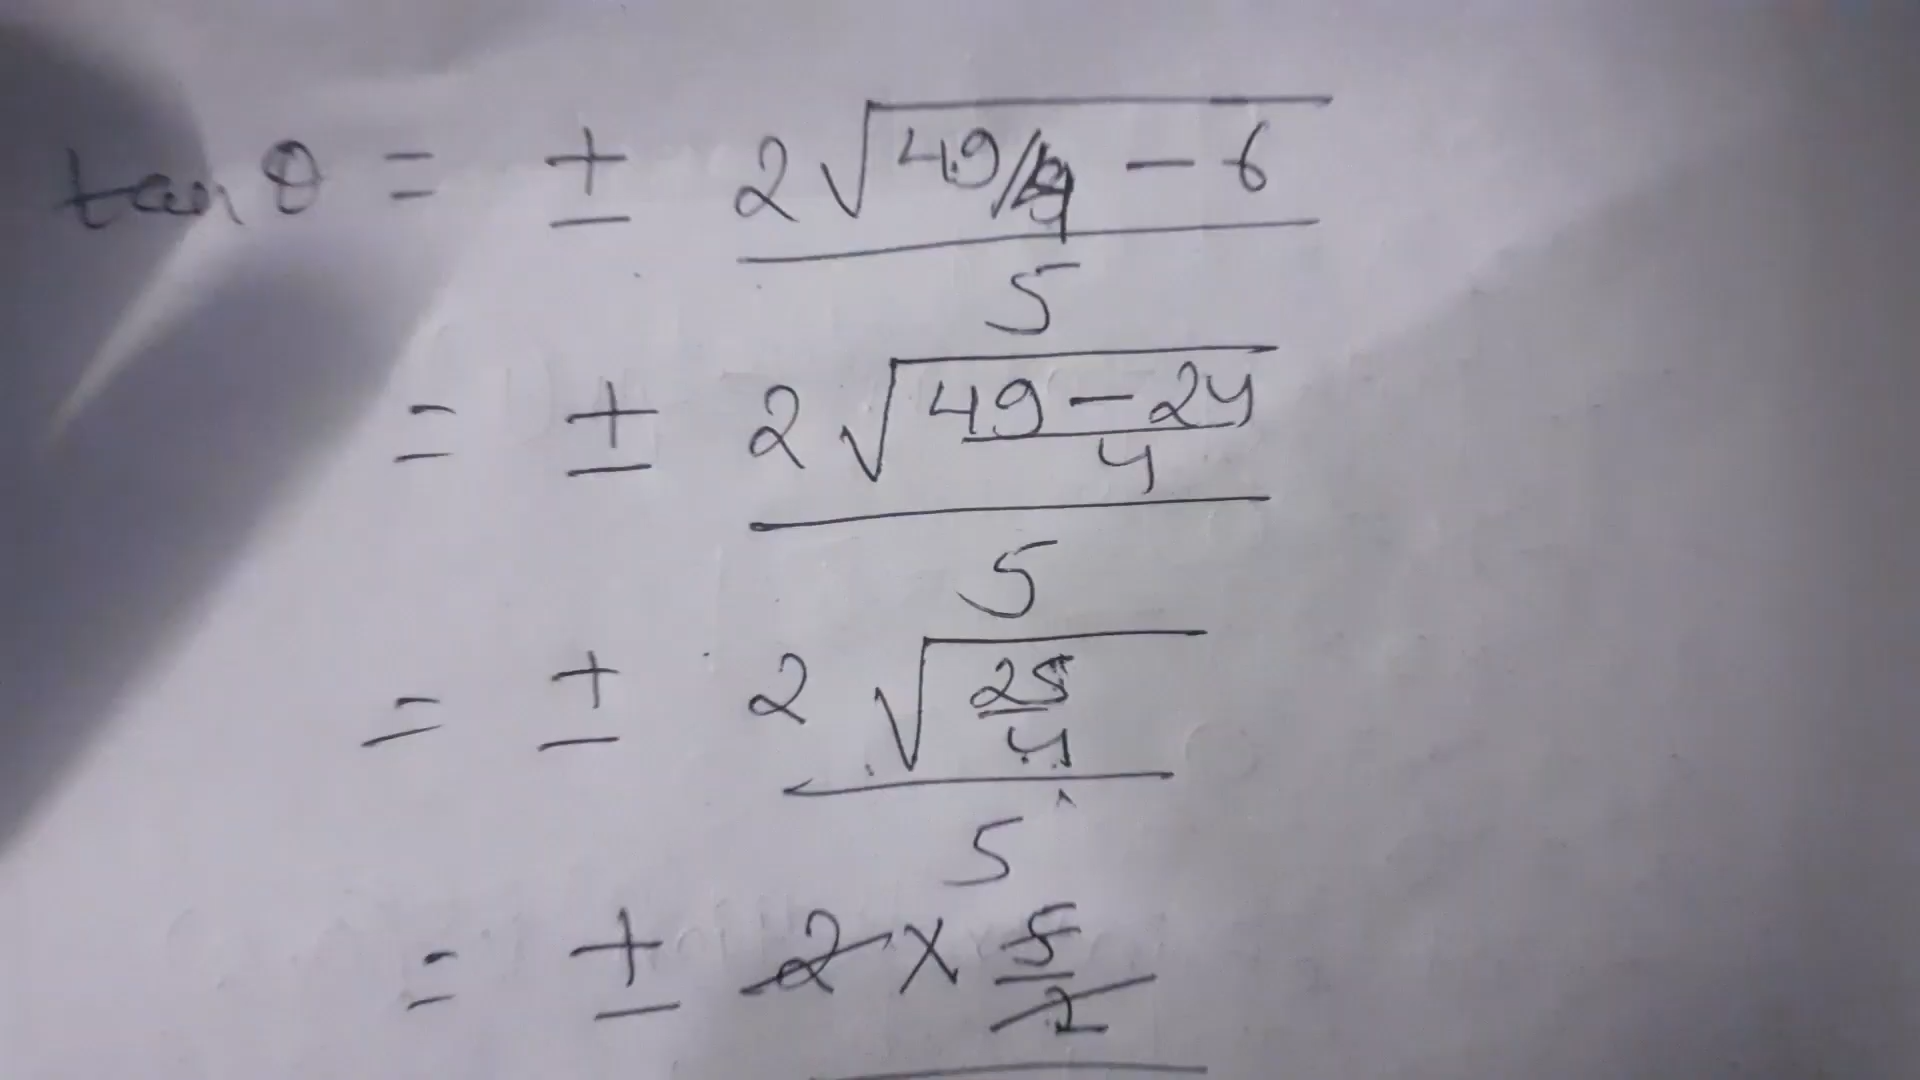 tan θ = ± 2√(49/4 - 6) / 5
= ± 2√((49 - 24)/4) / 5
= ± 2√(25/4) / 5
= ± 2 × 5/2